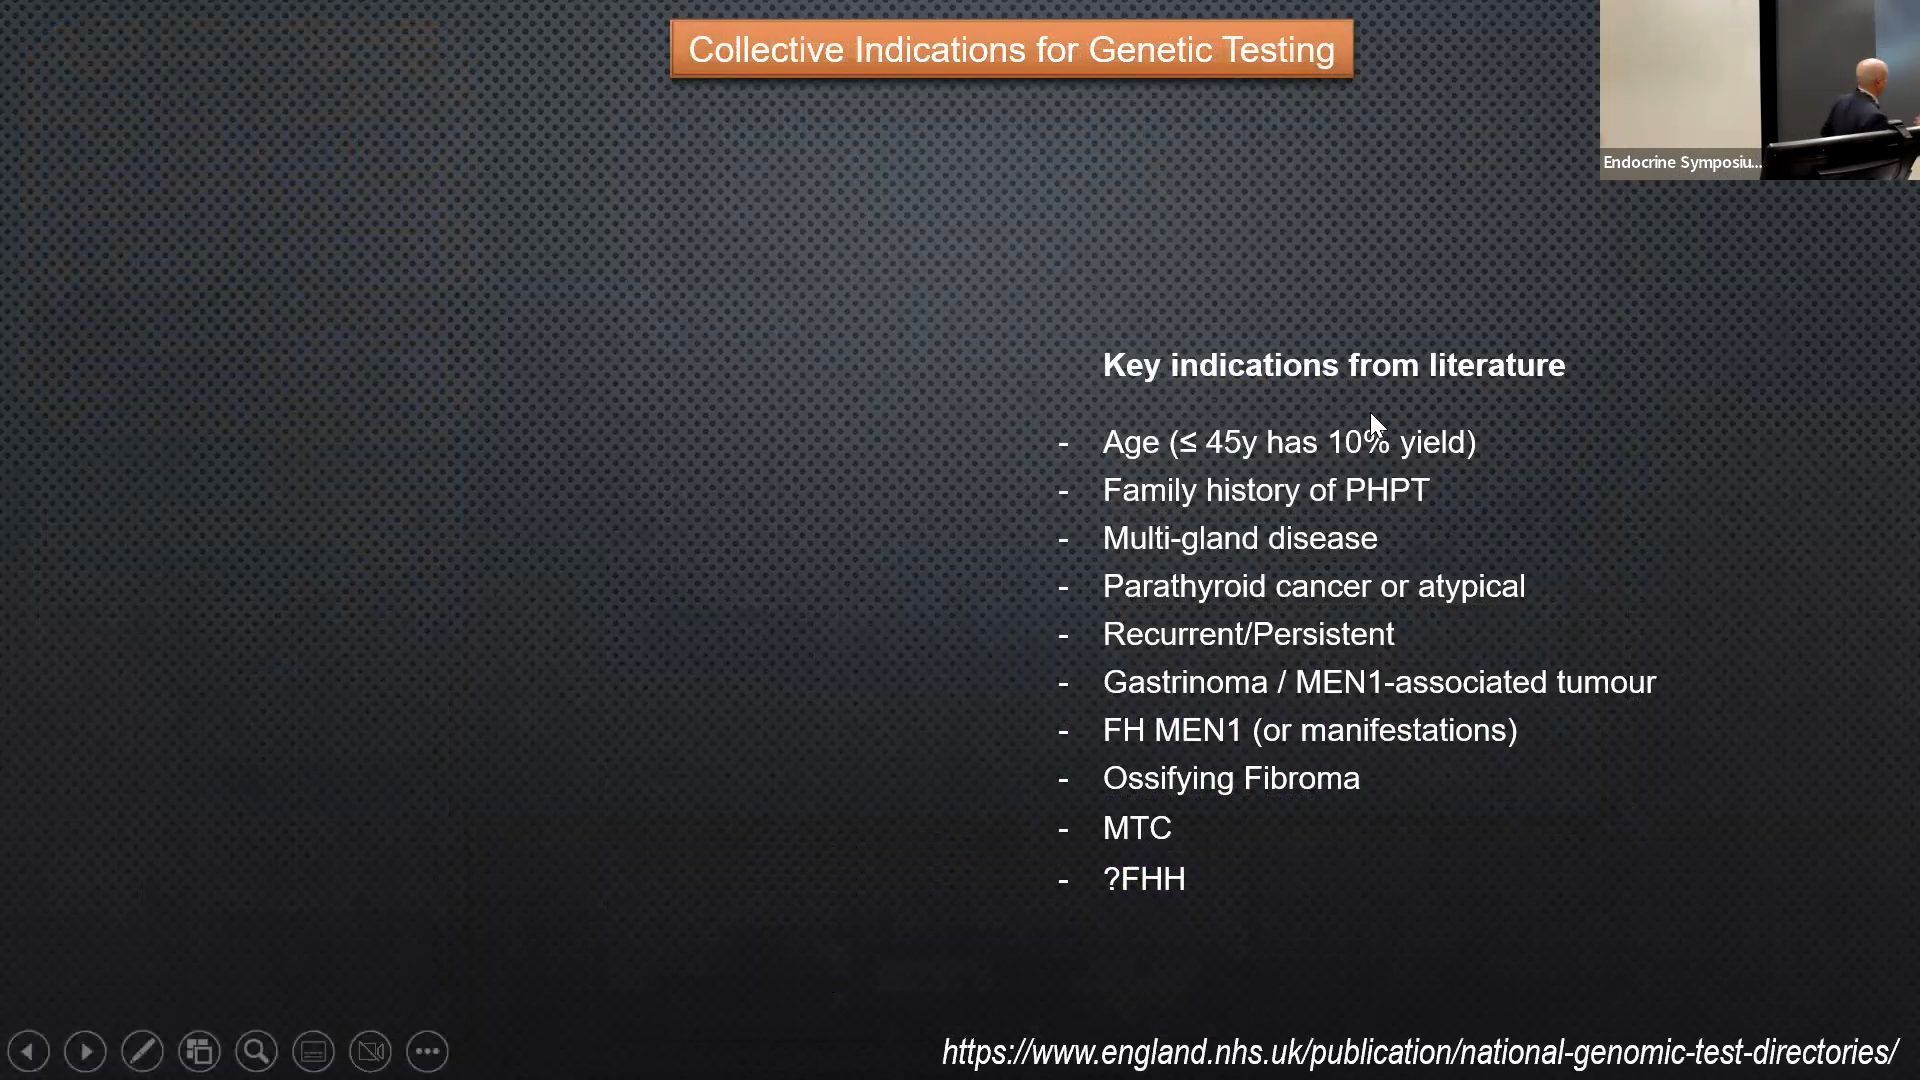 Collective Indications for Genetic Testing
Endocrine Symposiu...
Key indications from literature
- Age (≤ 45y has 10% yield)
- Family history of PHPT
- Multi-gland disease
- Parathyroid cancer or atypical
- Recurrent/Persistent
- Gastrinoma / MEN1-associated tumour
- FH MEN1 (or manifestations)
- Ossifying Fibroma
- MTC
- ?FHH
https://www.england.nhs.uk/publication/national-genomic-test-directories/